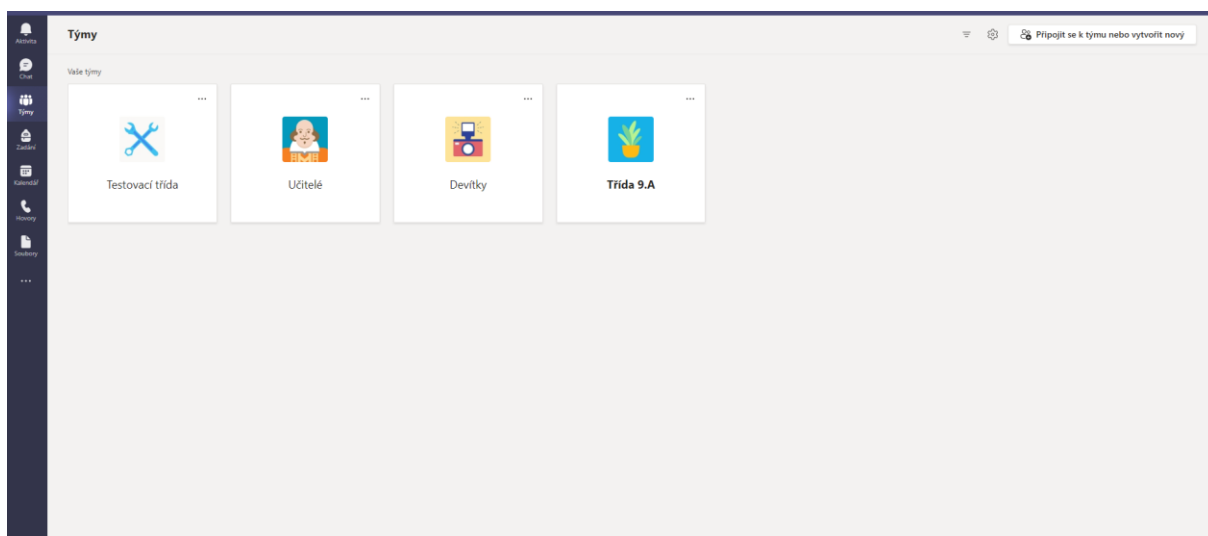 Týmy
Připojit se k týmu nebo vytvořit nový
Vaše týmy
Testovací třída
Učitelé
Devítky
Třída 9.A
Aktivita
Chat
Týmy
Zadání
Kalendář
Hovory
Soubory